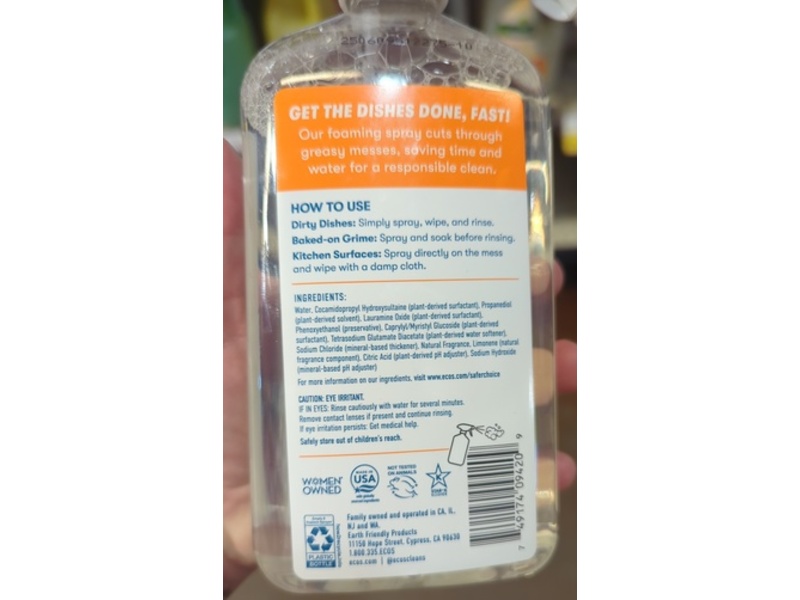 GET THE DISHES DONE, FAST!
Our foaming spray cuts through
greasy messes, saving time and
water for a responsible clean.
HOW TO USE
Dirty Dishes: Simply spray, wipe, and rinse.
Baked-on Grime: Spray and soak before rinsing.
Kitchen Surfaces: Spray directly on the mess
and wipe with a damp cloth.
INGREDIENTS:
Water, Cocamidopropyl Hydroxysultaine (plant-derived surfactant), Propanediol
(plant-derived solvent), Lauramine Oxide (plant-derived surfactant),
Phenoxyethanol (preservative), Caprylyl/Myristyl Glucoside (plant-derived
surfactant), Tetrasodium Glutamate Diacetate (plant-derived water softener),
Sodium Chloride (mineral-based thickener), Natural Fragrance, Limonene (natural
fragrance component), Citric Acid (plant-derived pH adjuster), Sodium Hydroxide
(mineral-based pH adjuster)
For more information on our ingredients, visit www.ecos.com/saferchoice
CAUTION: EYE IRRITANT.
IF IN EYES: Rinse cautiously with water for several minutes.
Remove contact lenses if present and continue rinsing.
If eye irritation persists: Get medical help.
Safely store out of children's reach.
WOMEN
OWNED
MADE IN
USA
NOT TESTED
ON ANIMALS
K
Family owned and operated in CA, IL,
NJ and WA.
Earth Friendly Products
11150 Hope Street, Cypress, CA 90630
1.800.335.ECOS
ecos.com | @ecoscleans
PLASTIC
BOTTLE
7 49174 09420 9